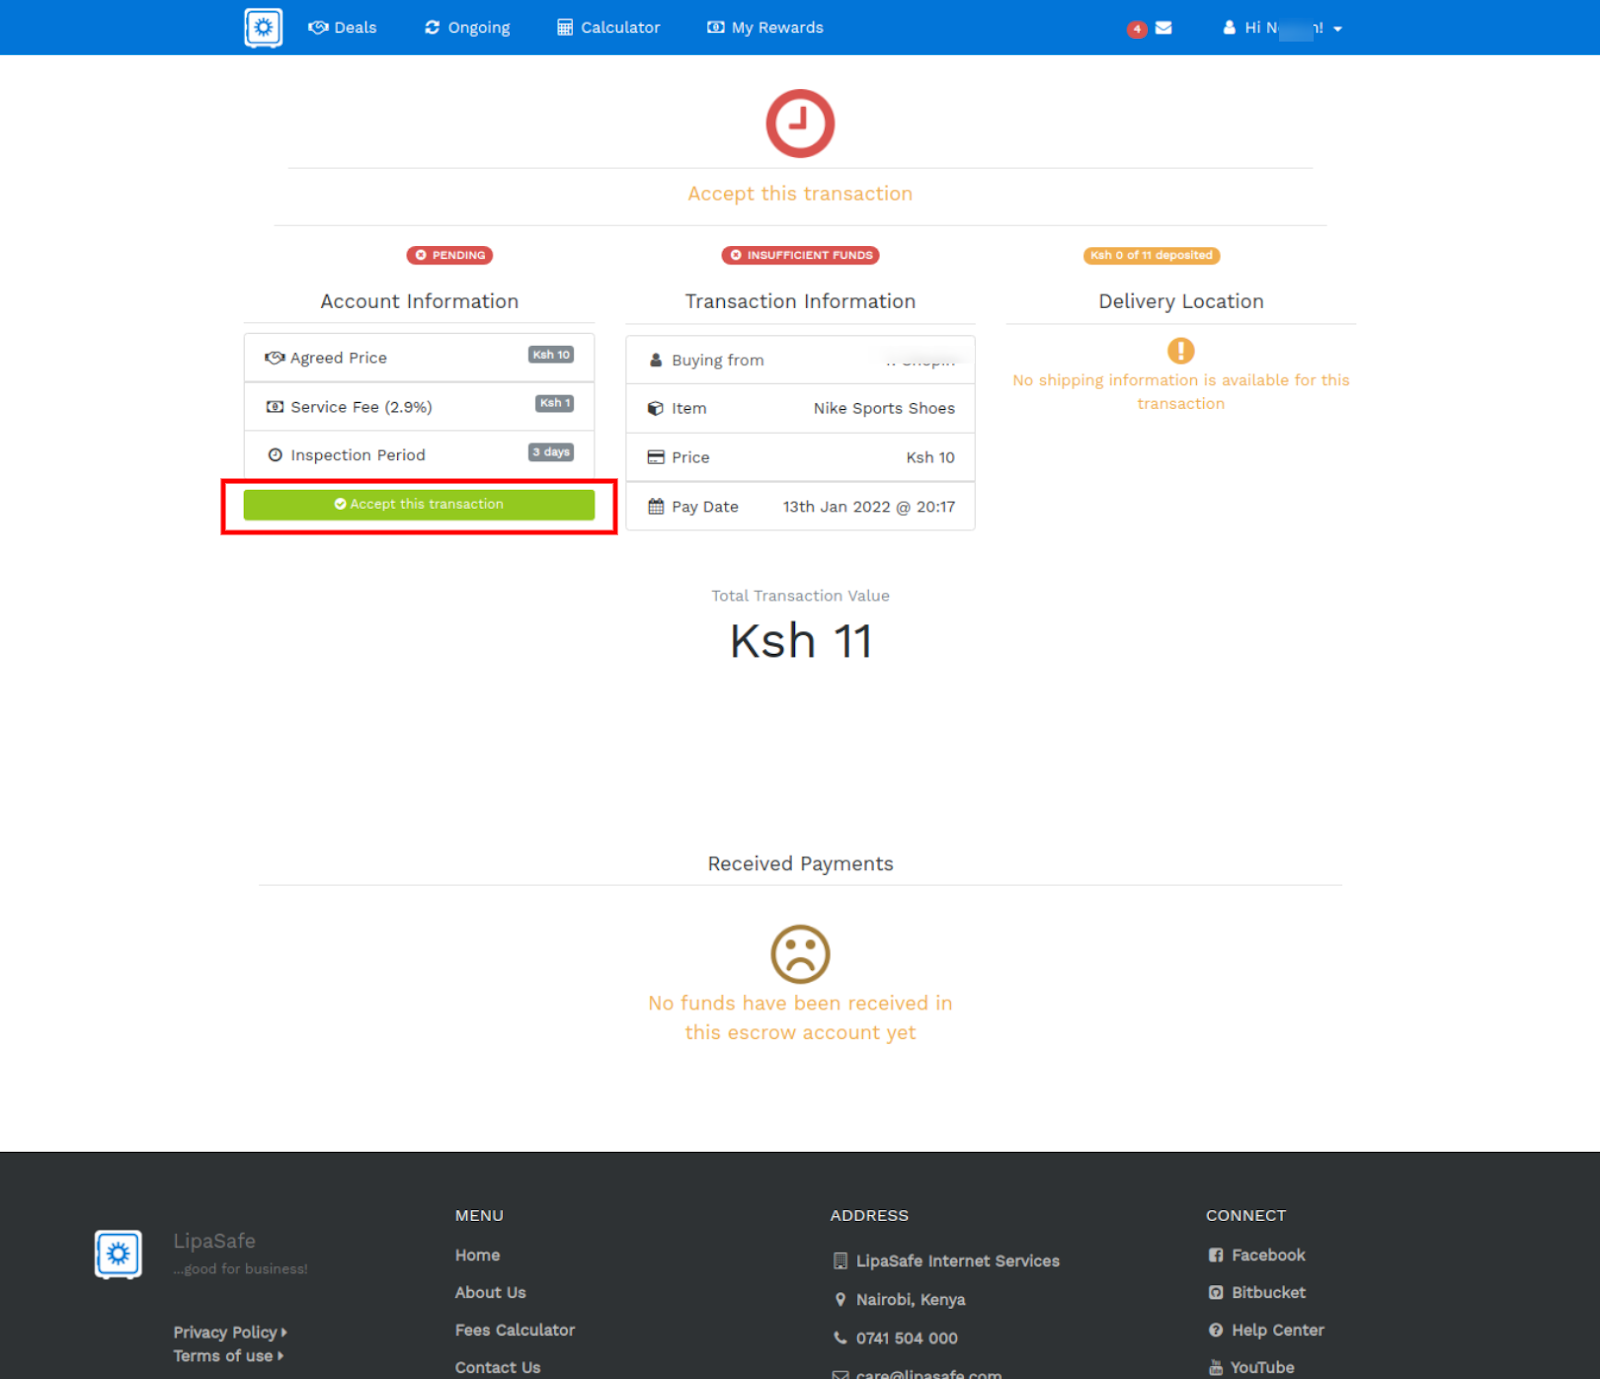 Deals Ongoing Calculator My Rewards 4 Hi !
Accept this transaction
PENDING
Account Information
Agreed Price Ksh 10
Service Fee (2.9%) Ksh 1
Inspection Period 3 days
Accept this transaction
INSUFFICIENT FUNDS
Transaction Information
Buying from
Item Nike Sports Shoes
Price Ksh 10
Pay Date 13th Jan 2022 @ 20:17
Ksh 0 of 11 deposited
Delivery Location
No shipping information is available for this
transaction
Total Transaction Value
Ksh 11
Received Payments
No funds have been received in
this escrow account yet
LipaSafe
...good for business!
Privacy Policy
Terms of use
MENU
Home
About Us
Fees Calculator
Contact Us
ADDRESS
LipaSafe Internet Services
Nairobi, Kenya
0741 504 000
care@lipasafe.com
CONNECT
Facebook
Bitbucket
Help Center
YouTube